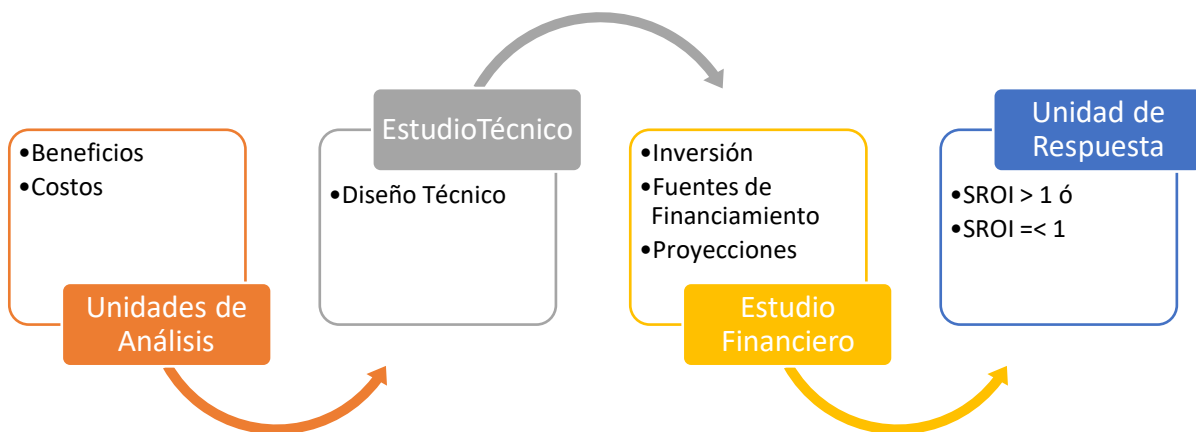 •Beneficios
•Costos
Unidades de
Análisis
EstudioTécnico
•Diseño Técnico
•Inversión
•Fuentes de
Financiamiento
•Proyecciones
Estudio
Financiero
Unidad de
Respuesta
•SROI > 1 ó
•SROI =< 1